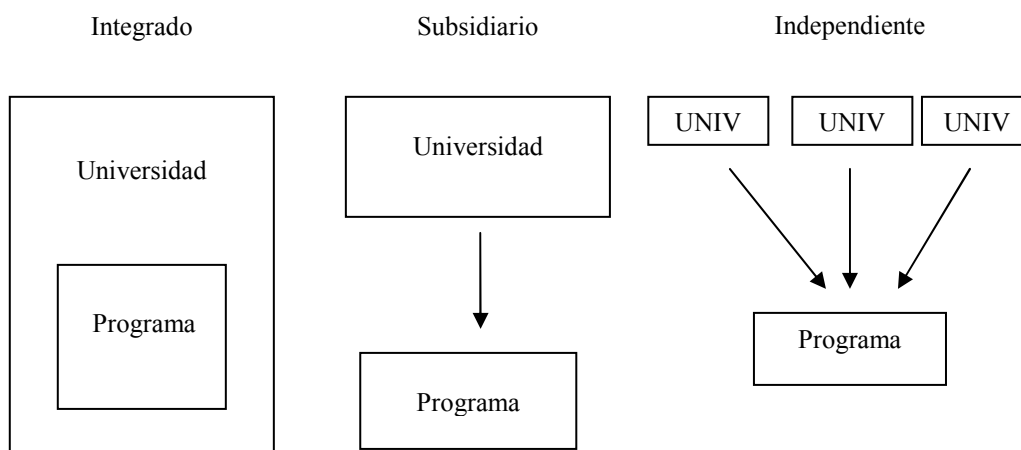 Integrado
Subsidiario
Independiente
Universidad
Programa
Universidad
Programa
UNIV
UNIV
UNIV
Programa